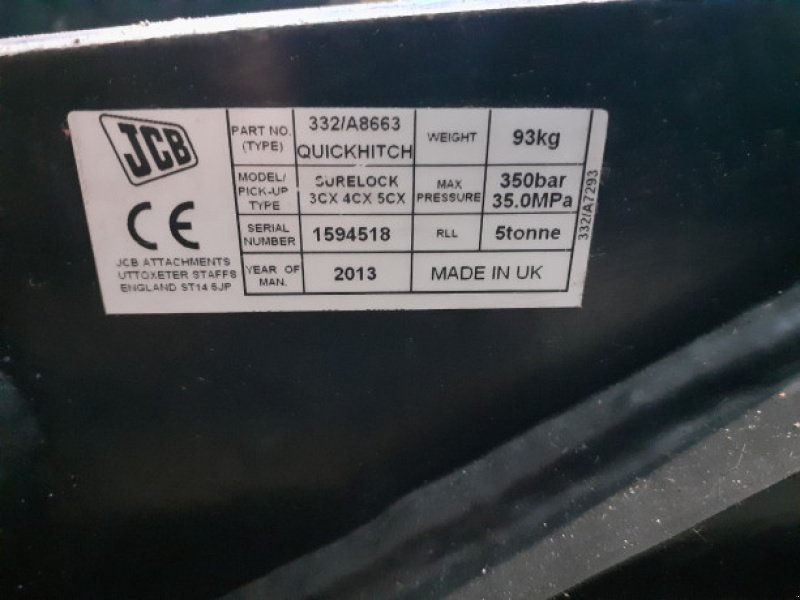 JCB
CE
JCB ATTACHMENTS
UTTOXETER STAFFS
ENGLAND ST14 5JP
PART NO. (TYPE) 332/A8663 QUICKHITCH WEIGHT 93kg
MODEL/ PICK-UP TYPE SURELOCK 3CX 4CX 5CX MAX PRESSURE 350bar 35.0MPa
SERIAL NUMBER 1594518 RLL 5tonne
YEAR OF MAN. 2013 MADE IN UK
332/A7293